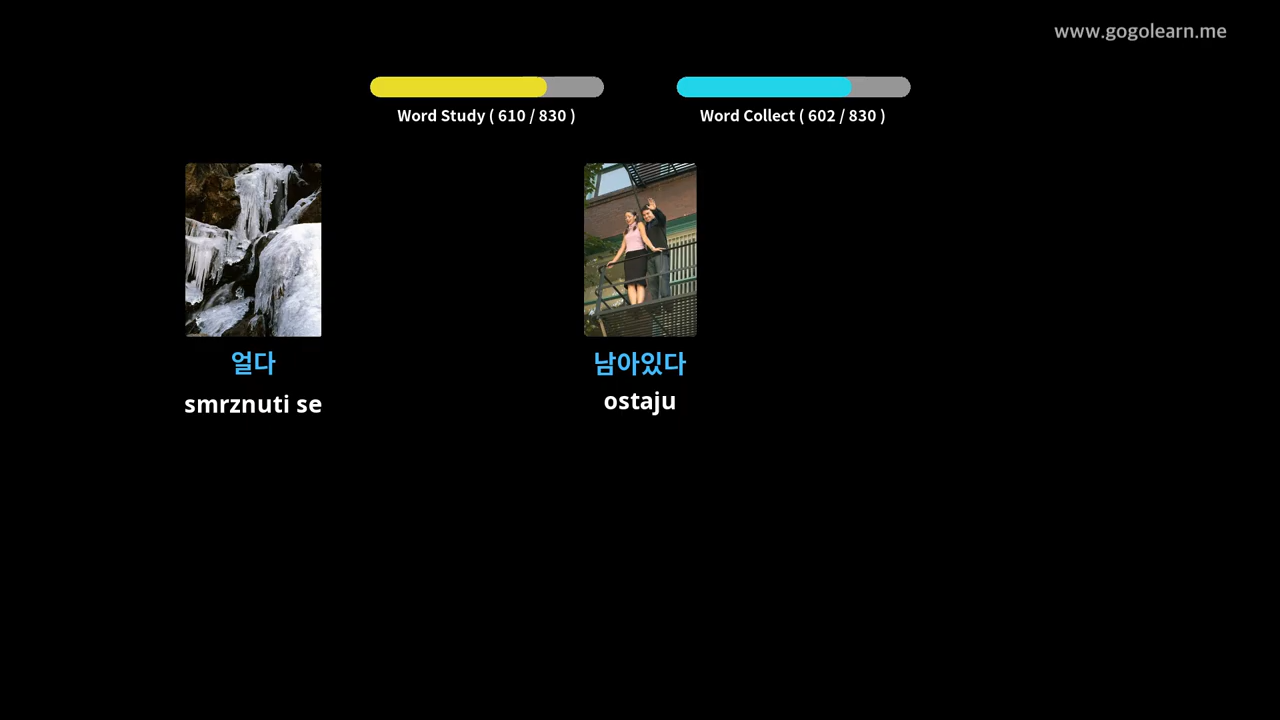 www.gogolearn.me
Word Study ( 610 / 830 )
Word Collect ( 602 / 830 )
얼다
smrznuti se
남아있다
ostaju